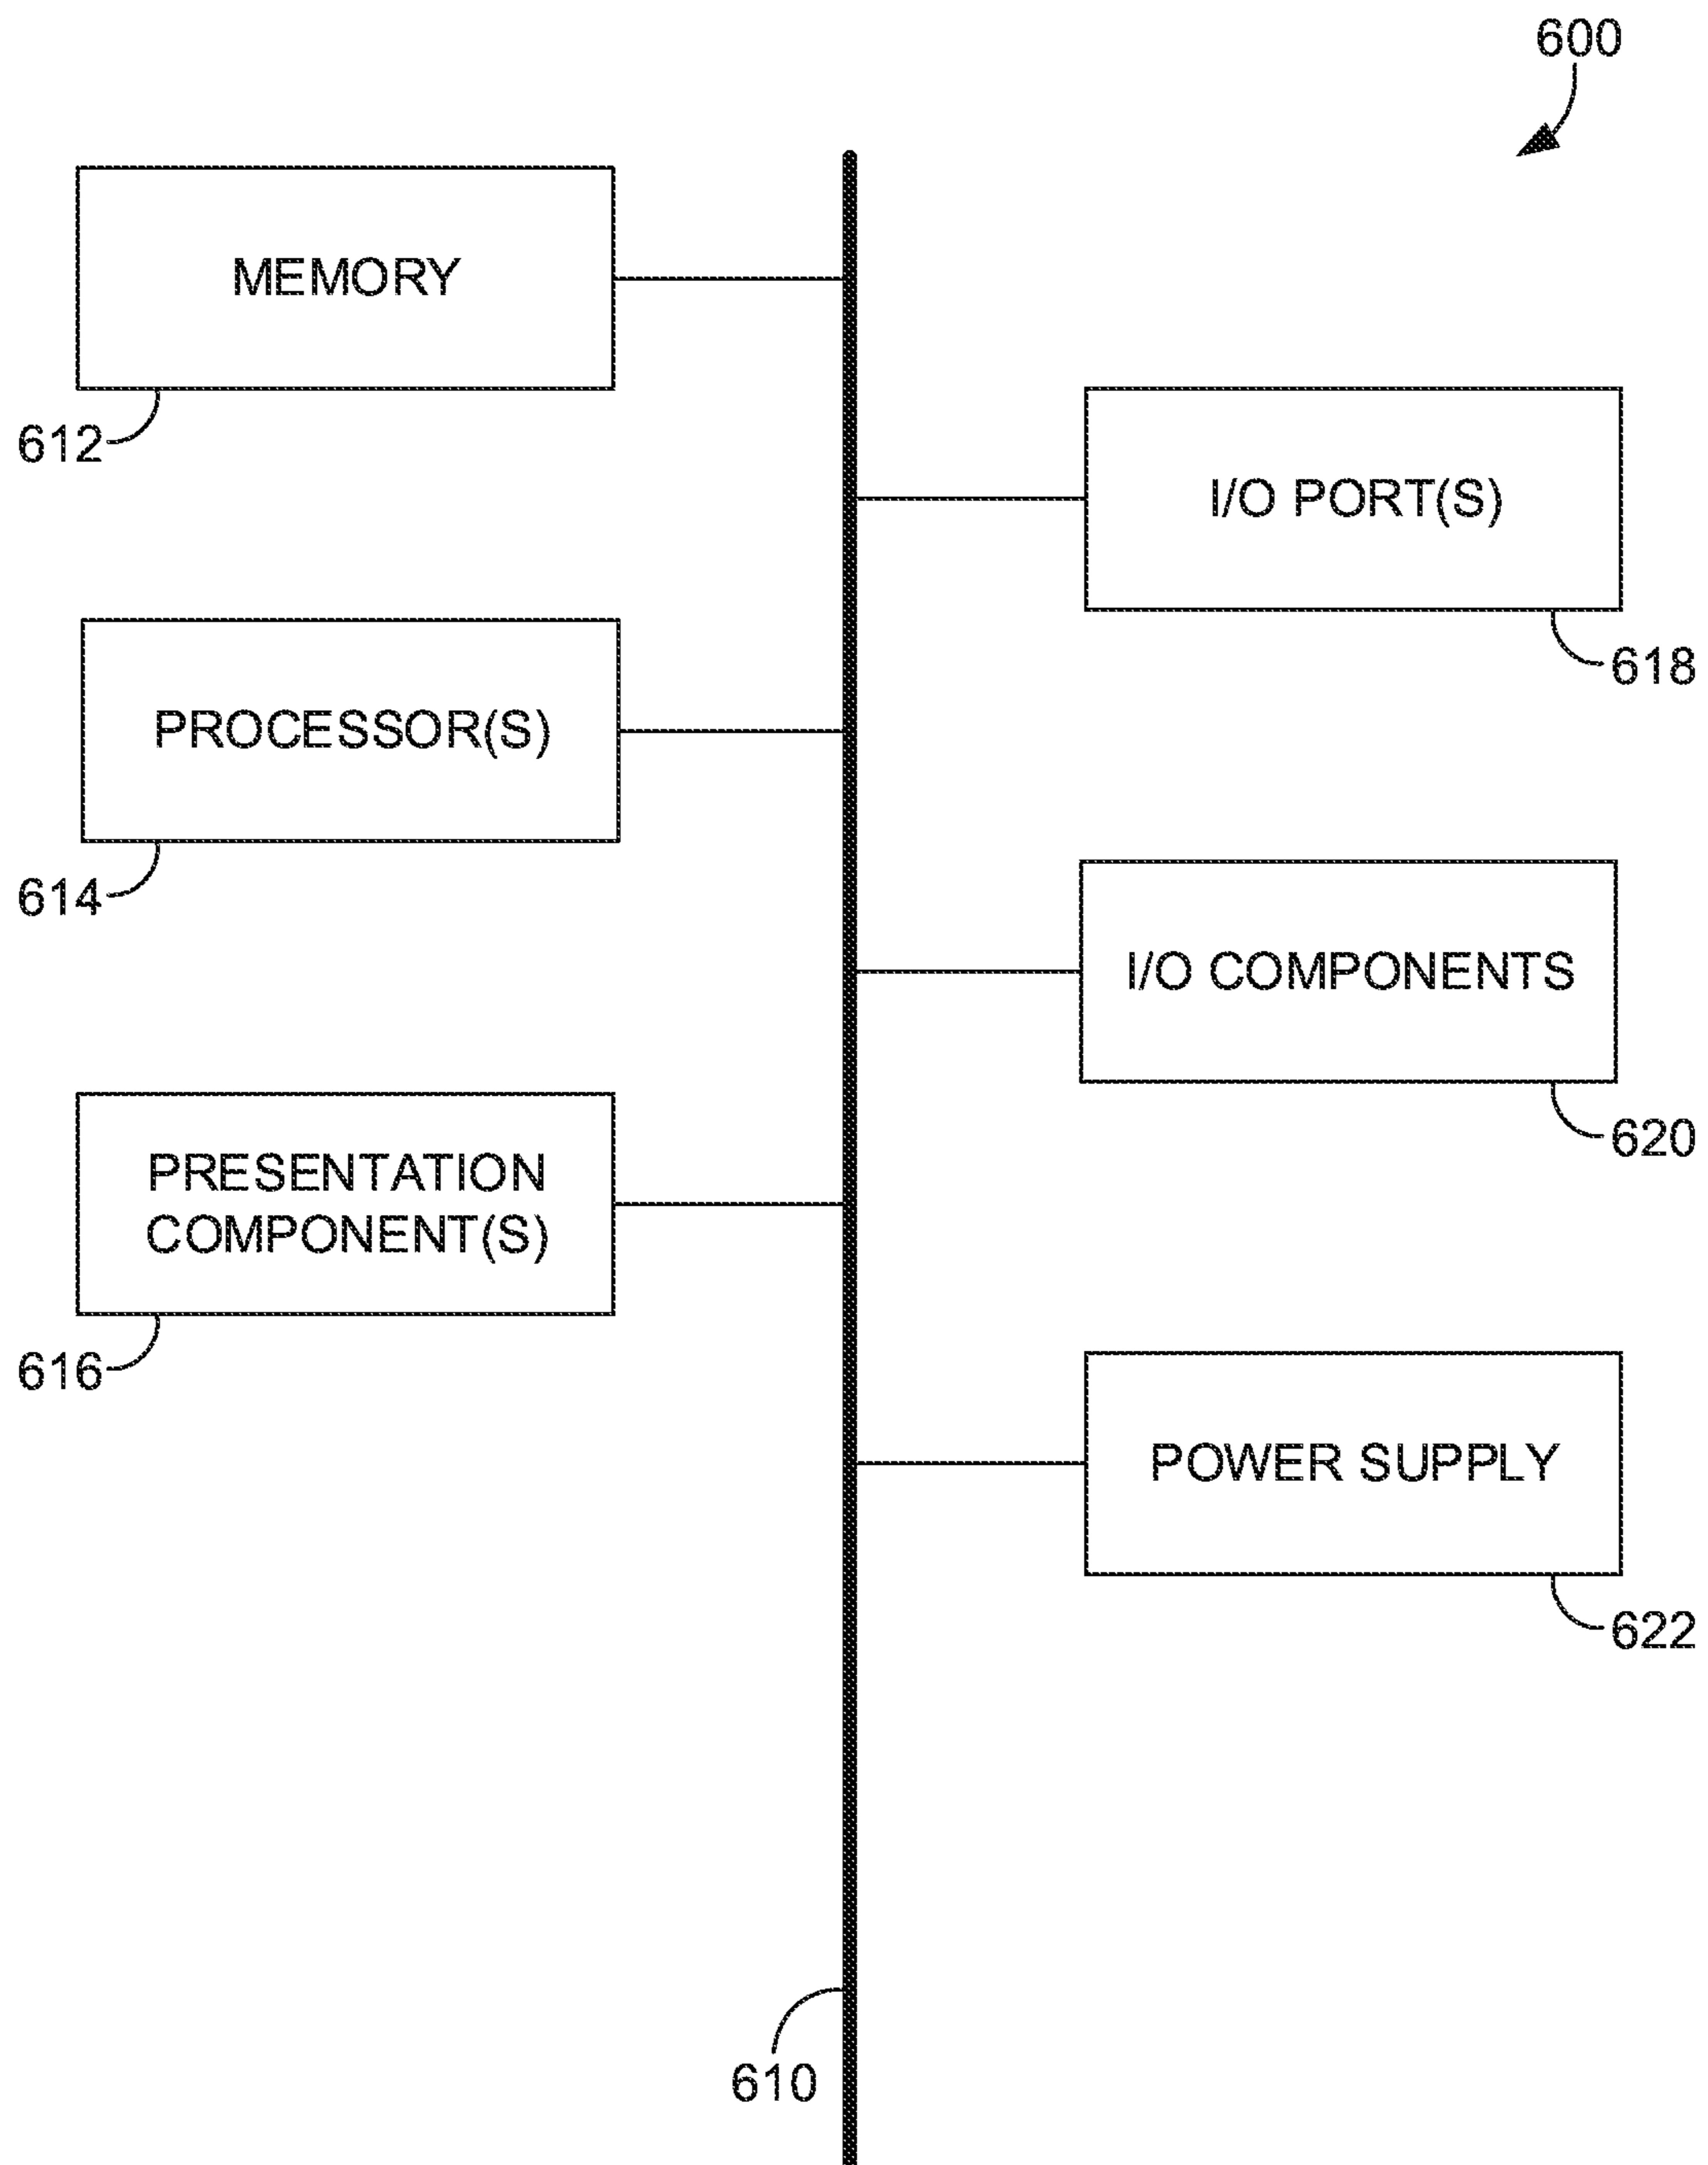 600
MEMORY
612
I/O PORT(S)
618
PROCESSOR(S)
614
I/O COMPONENTS
620
PRESENTATION
COMPONENT(S)
616
POWER SUPPLY
622
610